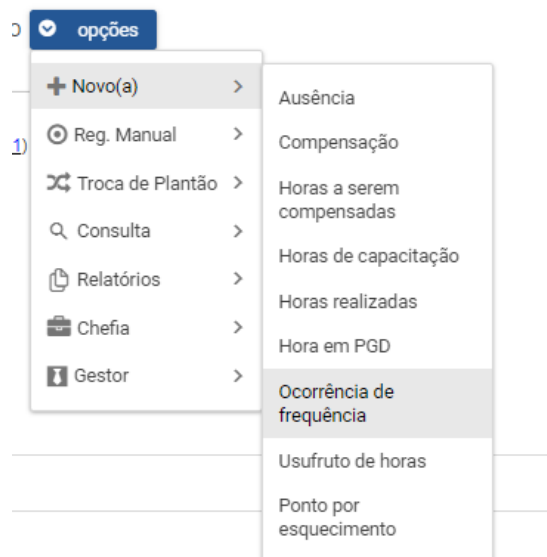 O opções
1)
Novo(a)
Reg. Manual
Troca de Plantão
Consulta
Relatórios
Chefia
Gestor
Ausência
Compensação
Horas a serem
compensadas
Horas de capacitação
Horas realizadas
Hora em PGD
Ocorrência de
frequência
Usufruto de horas
Ponto por
esquecimento